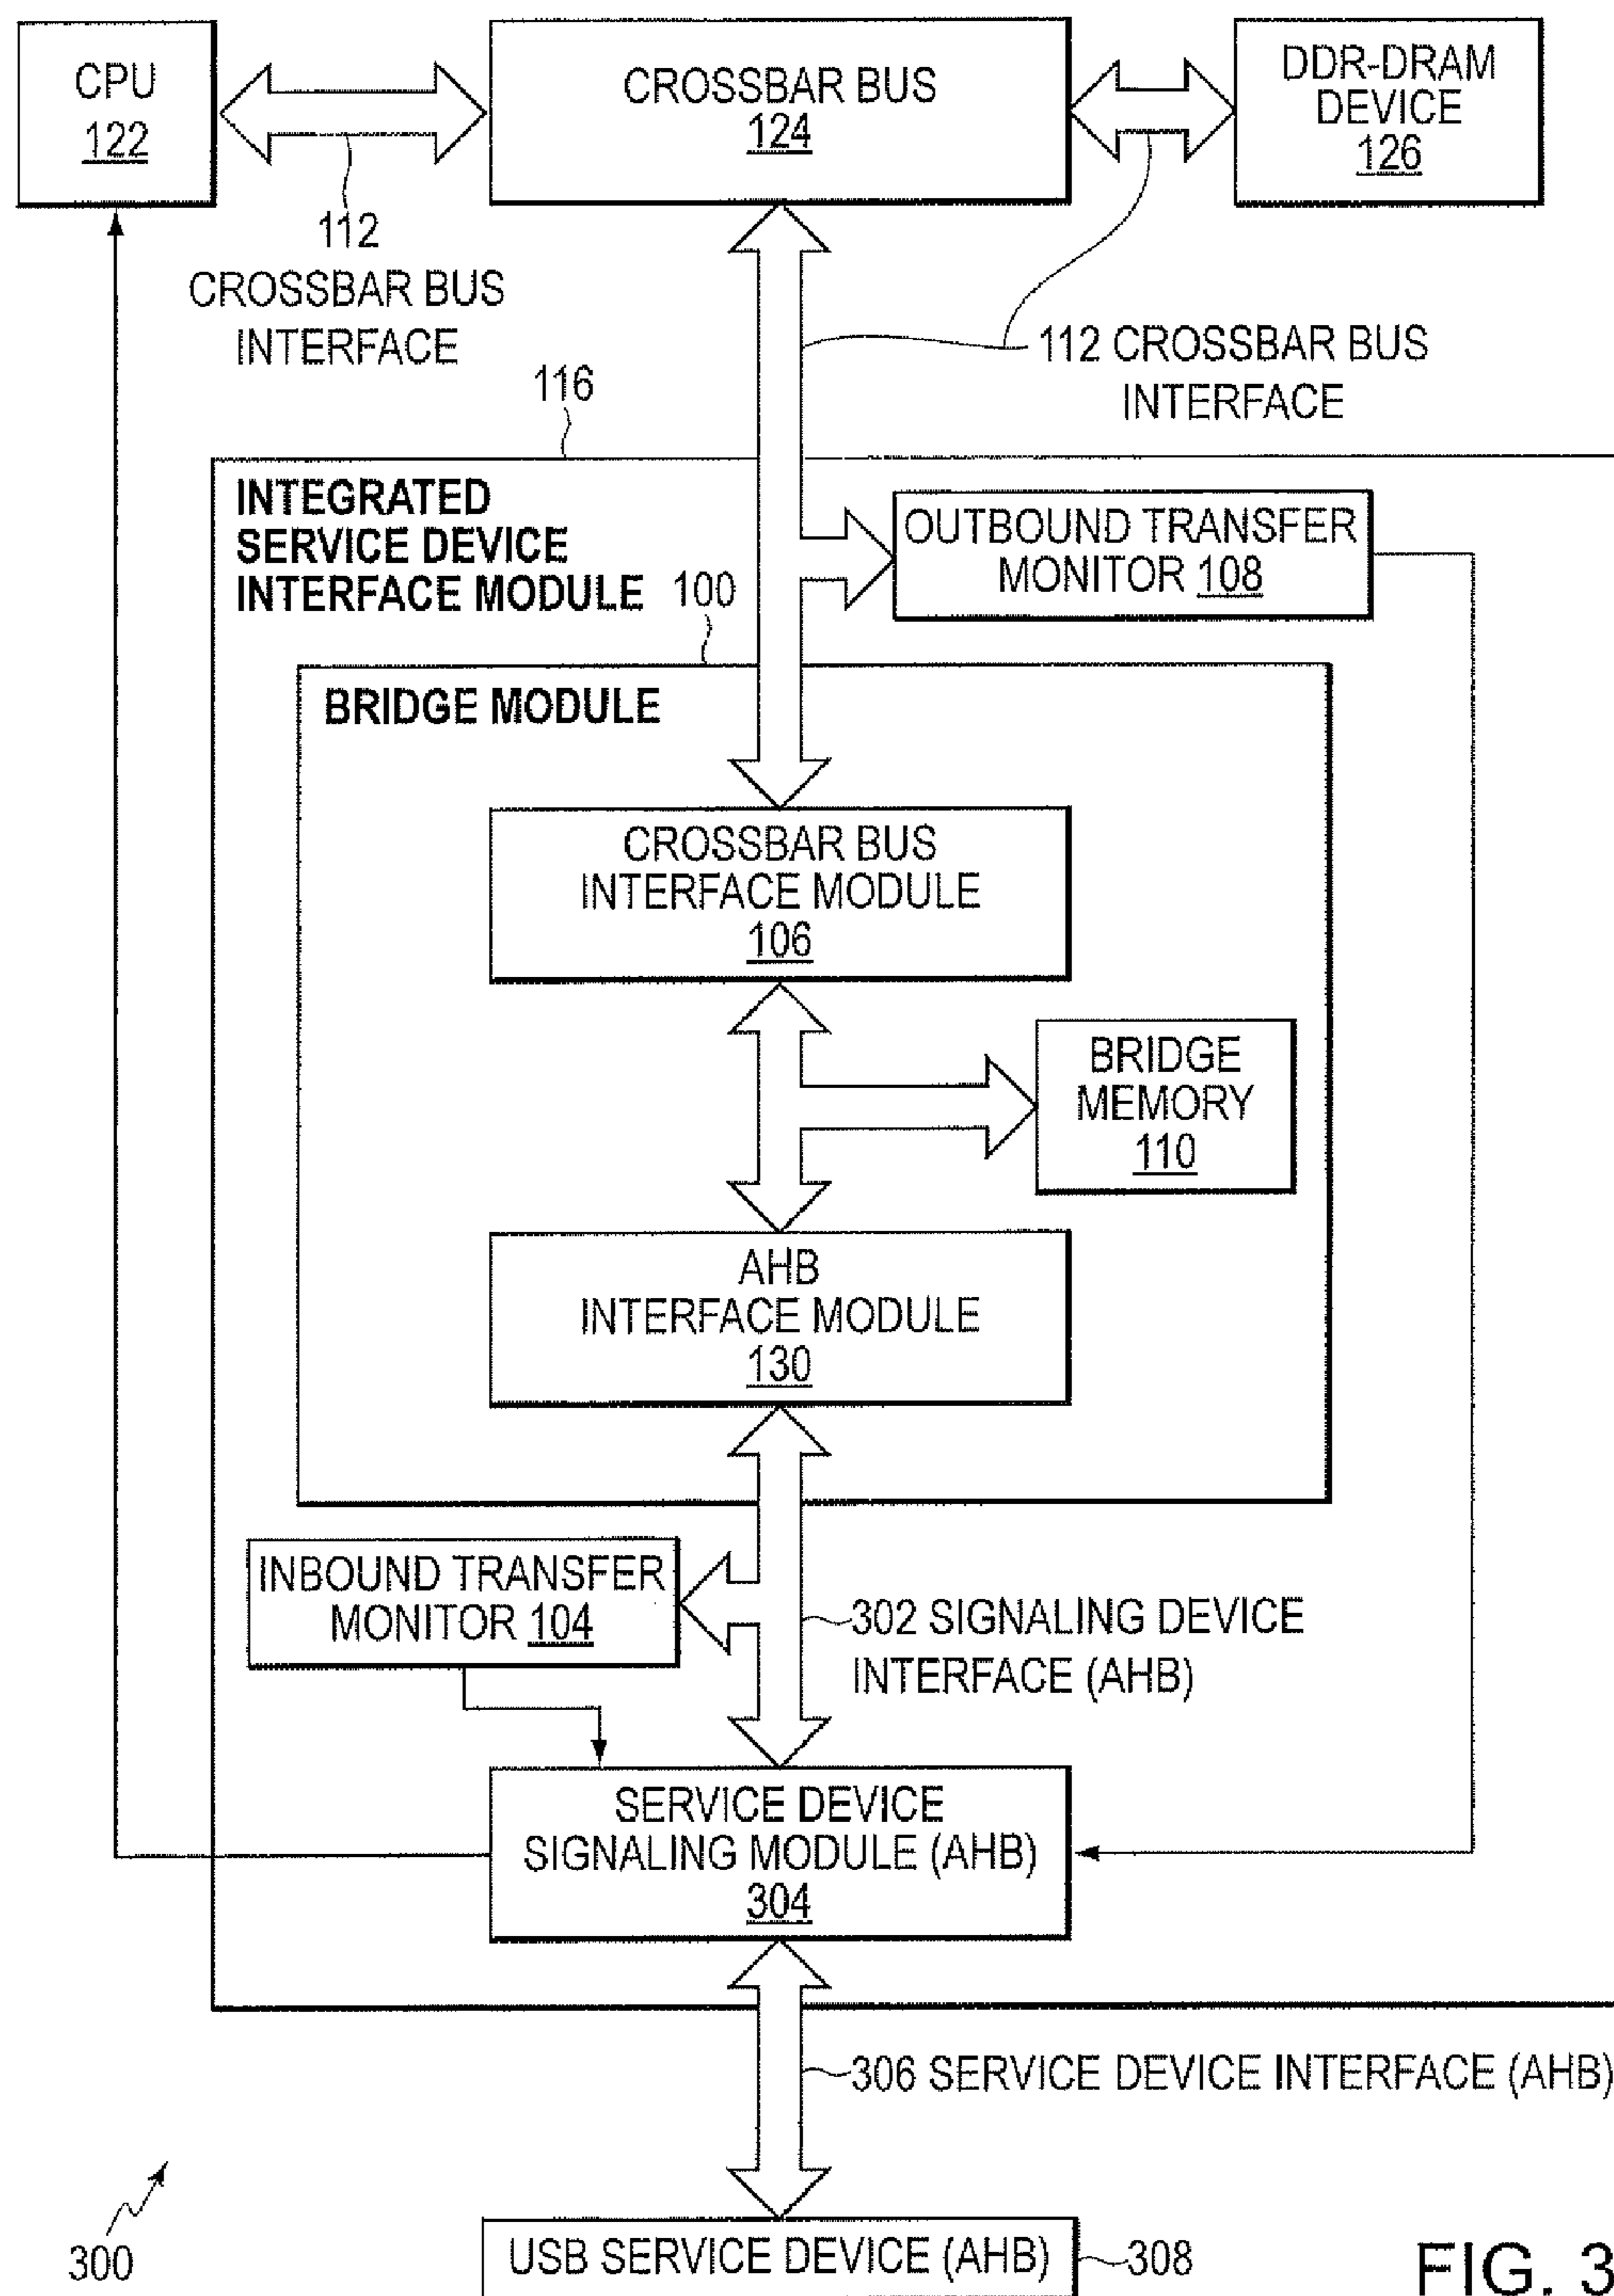 CPU
122
CROSSBAR BUS
124
DDR-DRAM
DEVICE
126
112
CROSSBAR BUS
INTERFACE
112 CROSSBAR BUS
INTERFACE
116
INTEGRATED
SERVICE DEVICE
INTERFACE MODULE
100
OUTBOUND TRANSFER
MONITOR 108
BRIDGE MODULE
CROSSBAR BUS
INTERFACE MODULE
106
BRIDGE
MEMORY
110
AHB
INTERFACE MODULE
130
INBOUND TRANSFER
MONITOR 104
302 SIGNALING DEVICE
INTERFACE (AHB)
SERVICE DEVICE
SIGNALING MODULE (AHB)
304
306 SERVICE DEVICE INTERFACE (AHB)
300
USB SERVICE DEVICE (AHB)
308
FIG. 3